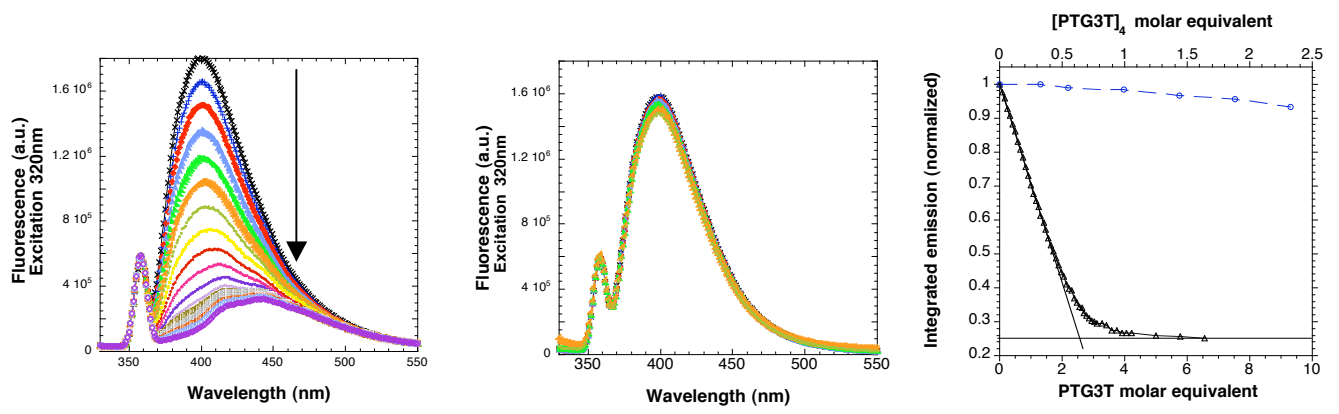 Fluorescence (a.u.)
Excitation 320nm
1.6 10⁶
1.2 10⁶
8 10⁵
4 10⁵
0
350 400 450 500 550
Wavelength (nm)
Fluorescence (a.u.)
Excitation 320nm
1.6 10⁶
1.2 10⁶
8 10⁵
4 10⁵
0
350 400 450 500 550
Wavelength (nm)
[PTG3T]₄ molar equivalent
0 0.5 1 1.5 2
Integrated emission (normalized)
1
0.9
0.8
0.7
0.6
0.5
0.4
0.3
0.2
0 2 4 6 8 10
PTG3T molar equivalent